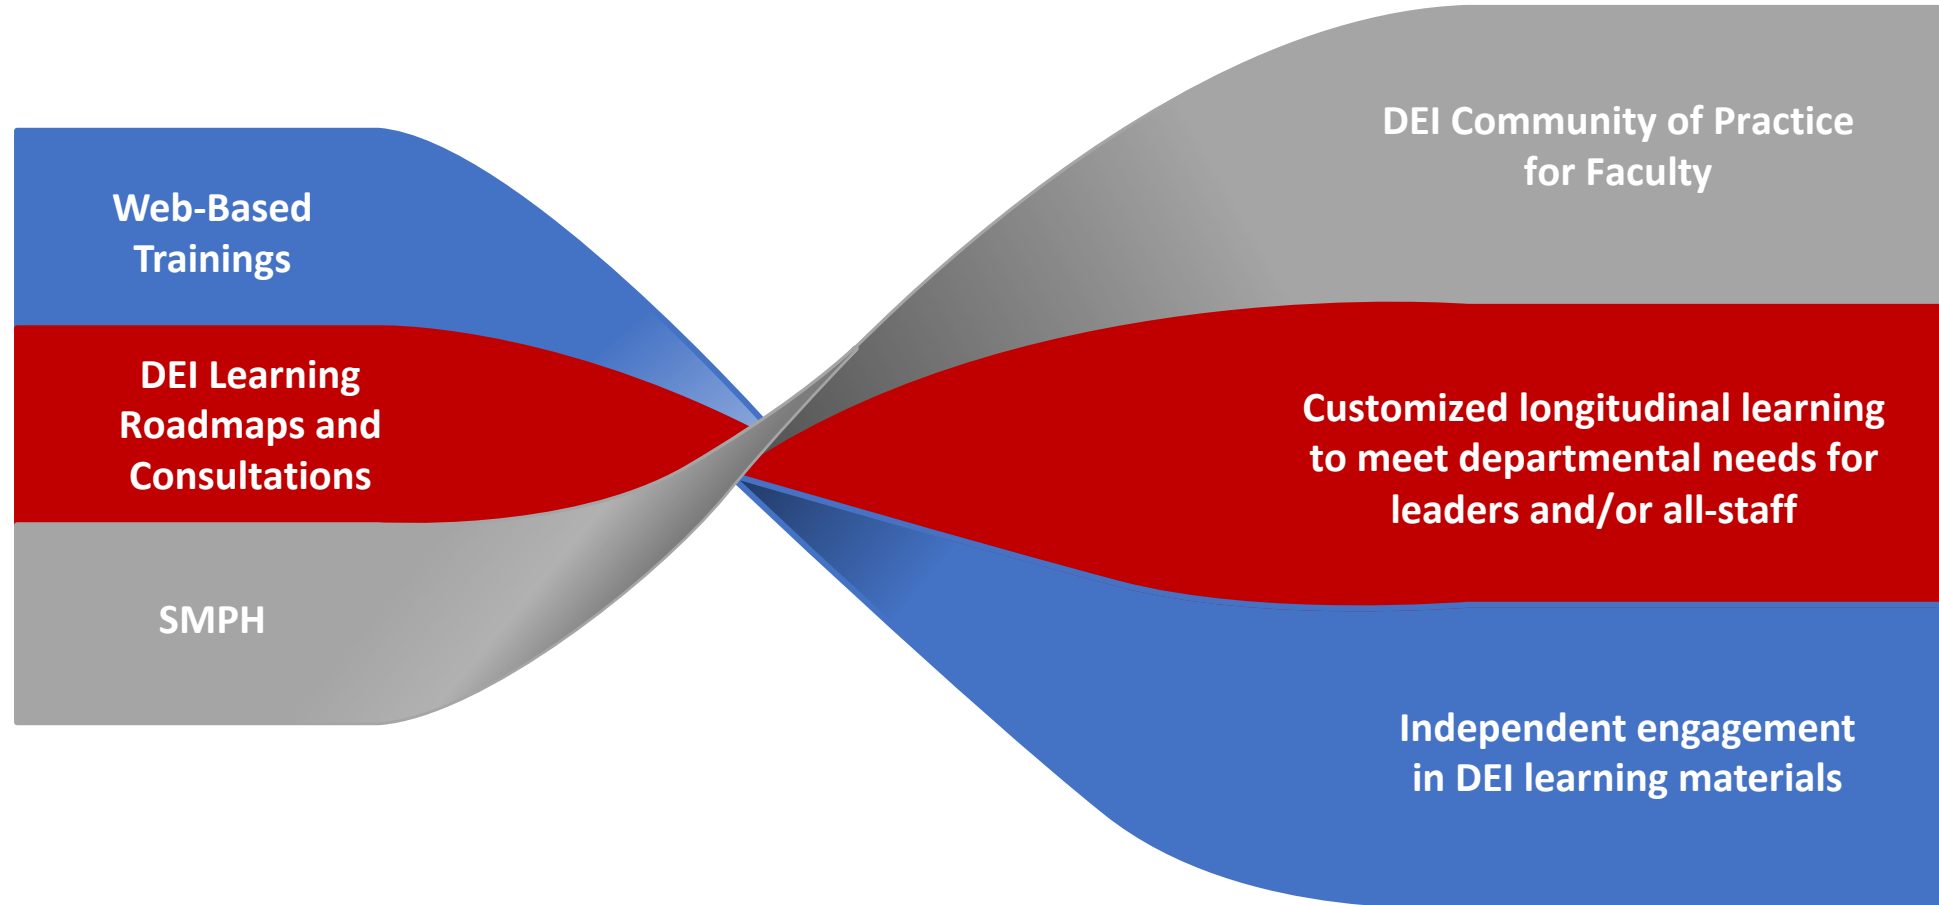 Web-Based
Trainings
DEI Learning
Roadmaps and
Consultations
SMPH
DEI Community of Practice
for Faculty
Customized longitudinal learning
to meet departmental needs for
leaders and/or all-staff
Independent engagement
in DEI learning materials